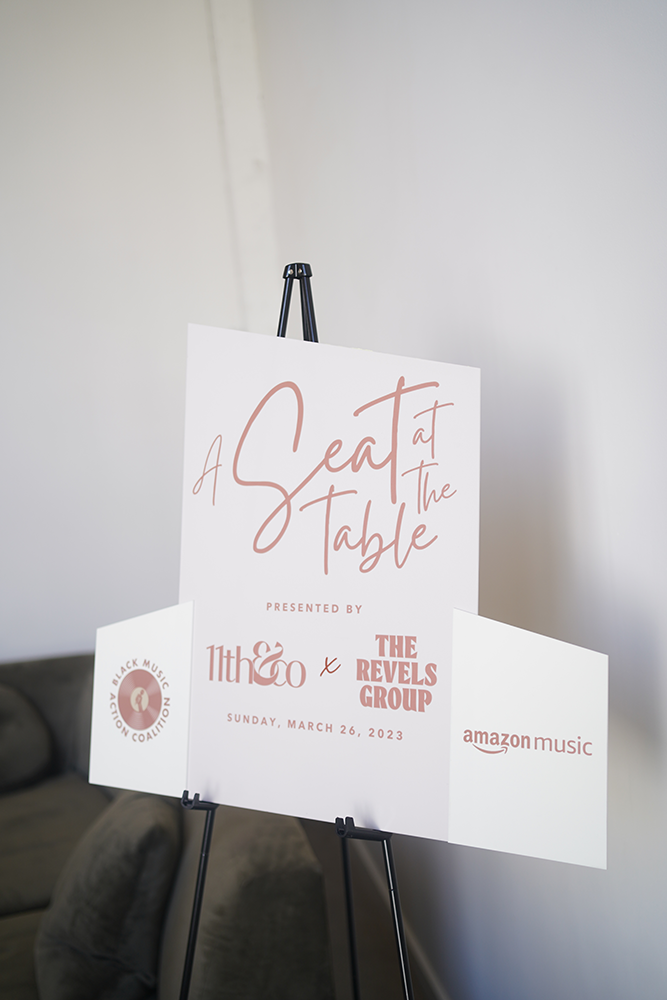 A Seat at
the
Table
PRESENTED BY
11th&co x THE
REVELS
GROUP
SUNDAY, MARCH 26, 2023
BLACK MUSIC
ACTION COALITION
amazon music